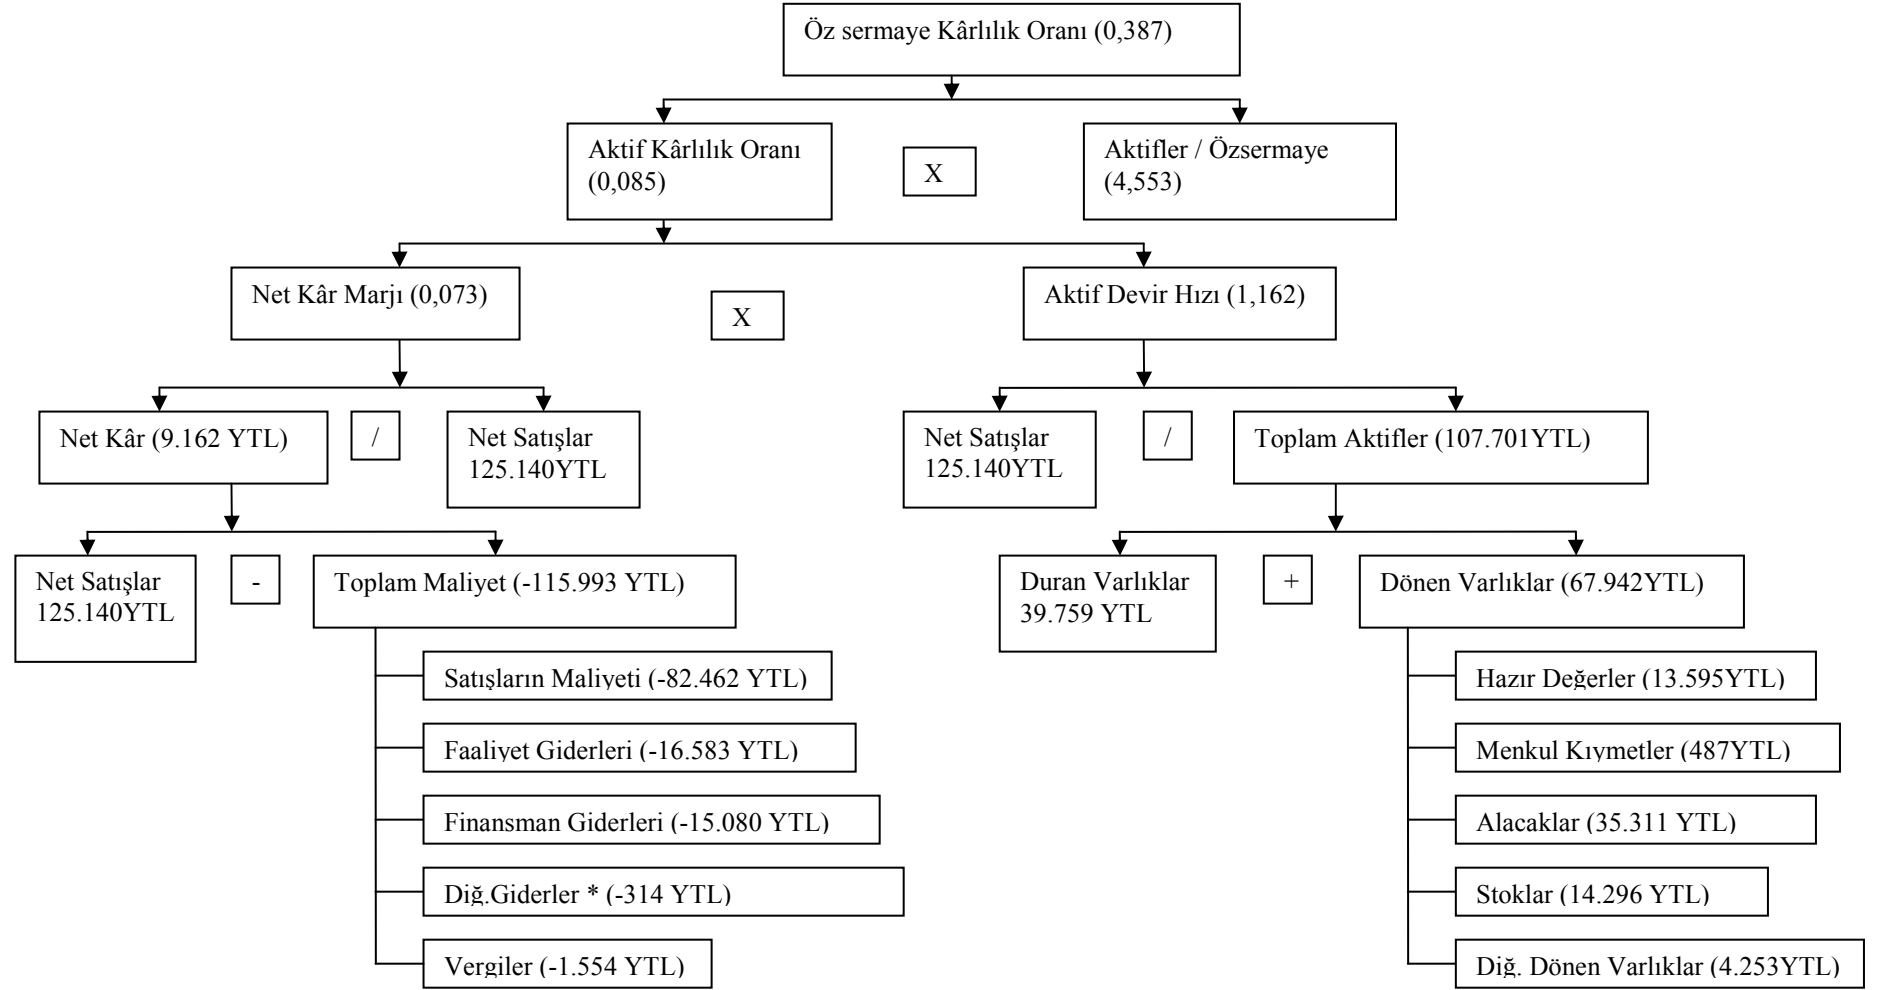 Öz sermaye Kârlılık Oranı (0,387)
Aktif Kârlılık Oranı
(0,085)
X
Aktifler / Özsermaye
(4,553)
Net Kâr Marjı (0,073)
X
Aktif Devir Hızı (1,162)
Net Kâr (9.162 YTL)
/
Net Satışlar
125.140YTL
Net Satışlar
125.140YTL
/
Toplam Aktifler (107.701YTL)
Net Satışlar
125.140YTL
-
Toplam Maliyet (-115.993 YTL)
Duran Varlıklar
39.759 YTL
+
Dönen Varlıklar (67.942YTL)
Satışların Maliyeti (-82.462 YTL)
Faaliyet Giderleri (-16.583 YTL)
Finansman Giderleri (-15.080 YTL)
Diğ.Giderler * (-314 YTL)
Vergiler (-1.554 YTL)
Hazır Değerler (13.595YTL)
Menkul Kıymetler (487YTL)
Alacaklar (35.311 YTL)
Stoklar (14.296 YTL)
Diğ. Dönen Varlıklar (4.253YTL)